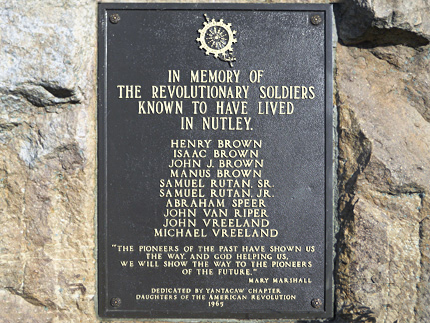 IN MEMORY OF
THE REVOLUTIONARY SOLDIERS
KNOWN TO HAVE LIVED
IN NUTLEY.
HENRY BROWN
ISAAC BROWN
JOHN J. BROWN
MANUS BROWN
SAMUEL RUTAN, SR.
SAMUEL RUTAN, JR.
ABRAHAM SPEER
JOHN VAN RIPER
JOHN VREELAND
MICHAEL VREELAND
"THE PIONEERS OF THE PAST HAVE SHOWN US
THE WAY, AND GOD HELPING US,
WE WILL SHOW THE WAY TO THE PIONEERS
OF THE FUTURE."
MARY MARSHALL
DEDICATED BY YANTACAW CHAPTER
DAUGHTERS OF THE AMERICAN REVOLUTION
1965